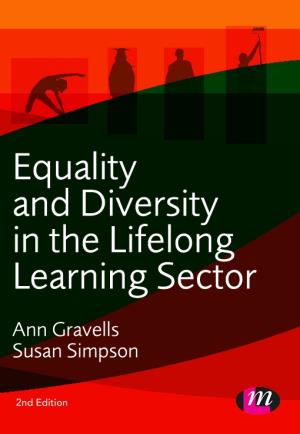 Equality
and Diversity
in the Lifelong
Learning Sector
Ann Gravells
Susan Simpson
2nd Edition
m